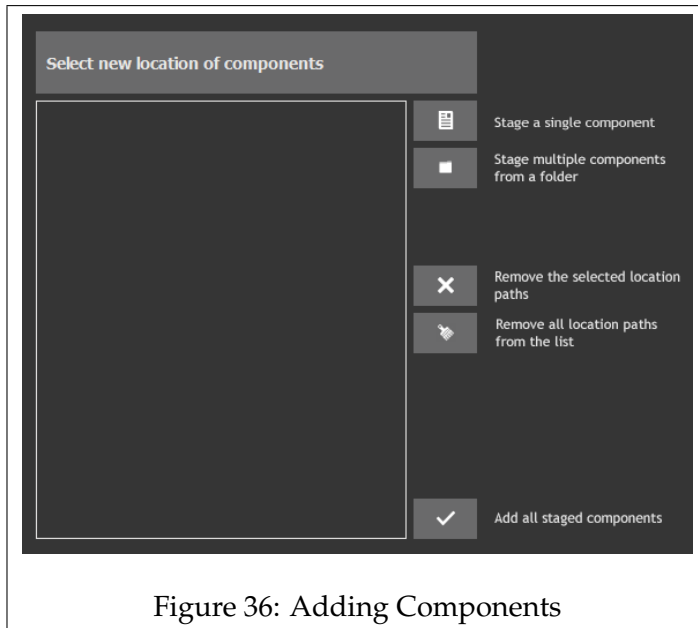 Select new location of components
Stage a single component
Stage multiple components
from a folder
Remove the selected location
paths
Remove all location paths
from the list
Add all staged components
Figure 36: Adding Components